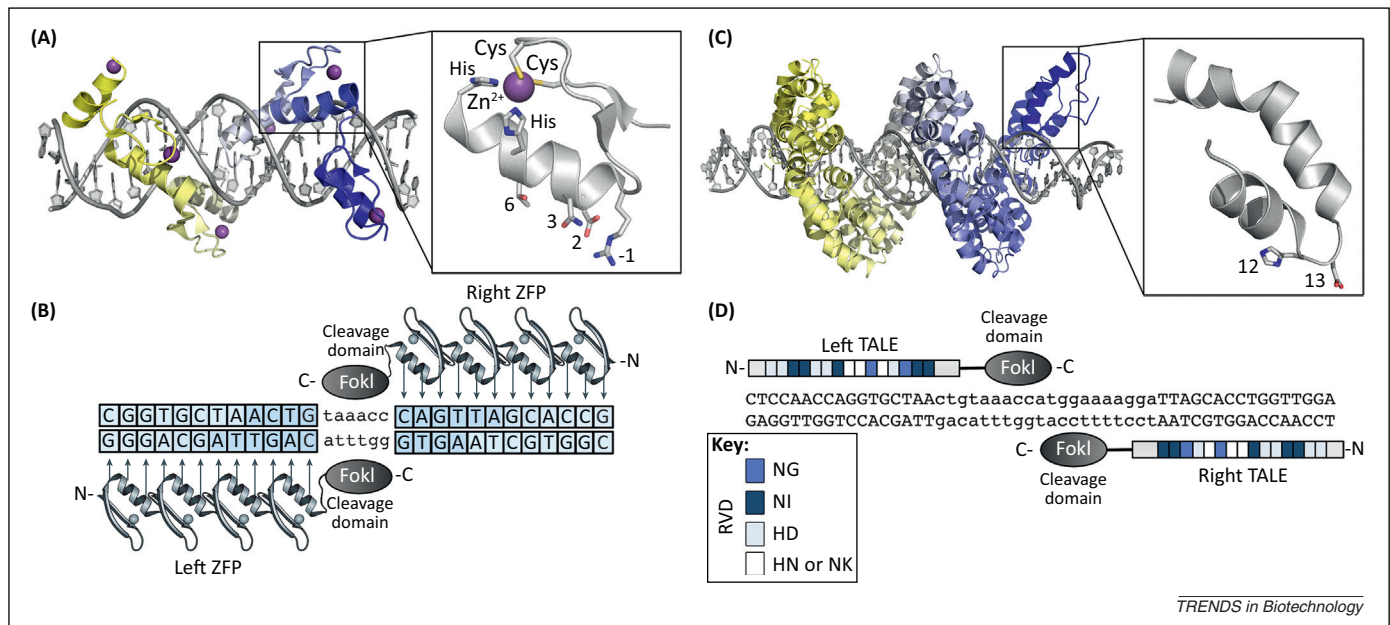 (A)
Cys
His
Cys
Zn2+
His
6
3
2
-1
(B)
Right ZFP
Cleavage
domain
-N
C- FokI
CGGTGCTAACTG taaacc CAGTTAGCACCG
GGGACGATTGAC atttgg GTGAATCGTGGC
FokI -C
N-
Cleavage
domain
Left ZFP
(C)
12
13
(D)
Cleavage
domain
Left TALE
N- FokI -C
CTCCAACCAGGTGCTAActgtaaaccatggaaaaggaTTAGCACCTGGTTGGA
GAGGTTGGTCCACGATTgacatttggtacctttttcctAATCGTGGACCAACCT
C- FokI -N
Cleavage
domain
Right TALE
Key:
RVD
NG
NI
HD
HN or NK
TRENDS in Biotechnology